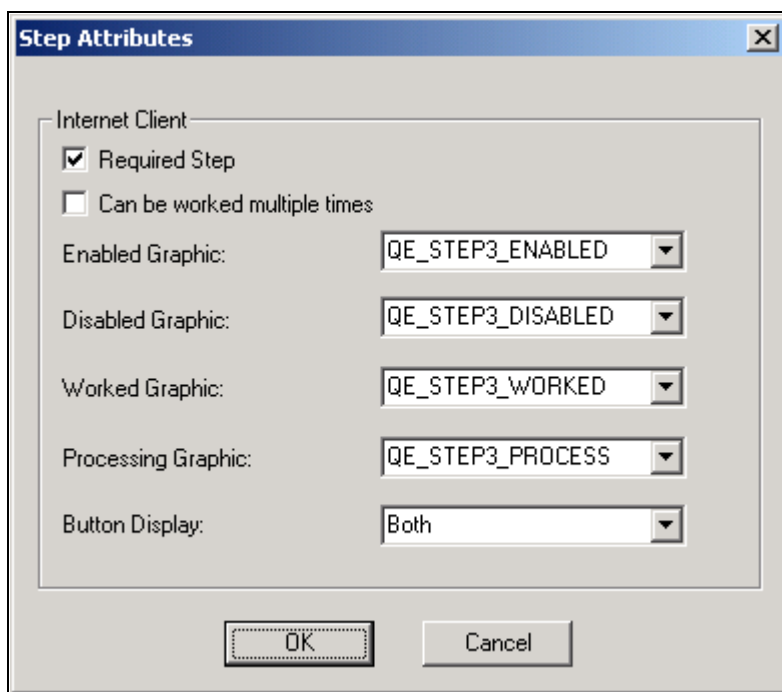 Step Attributes
Internet Client
Required Step
Can be worked multiple times
Enabled Graphic: QE_STEP3_ENABLED
Disabled Graphic: QE_STEP3_DISABLED
Worked Graphic: QE_STEP3_WORKED
Processing Graphic: QE_STEP3_PROCESS
Button Display: Both
OK Cancel